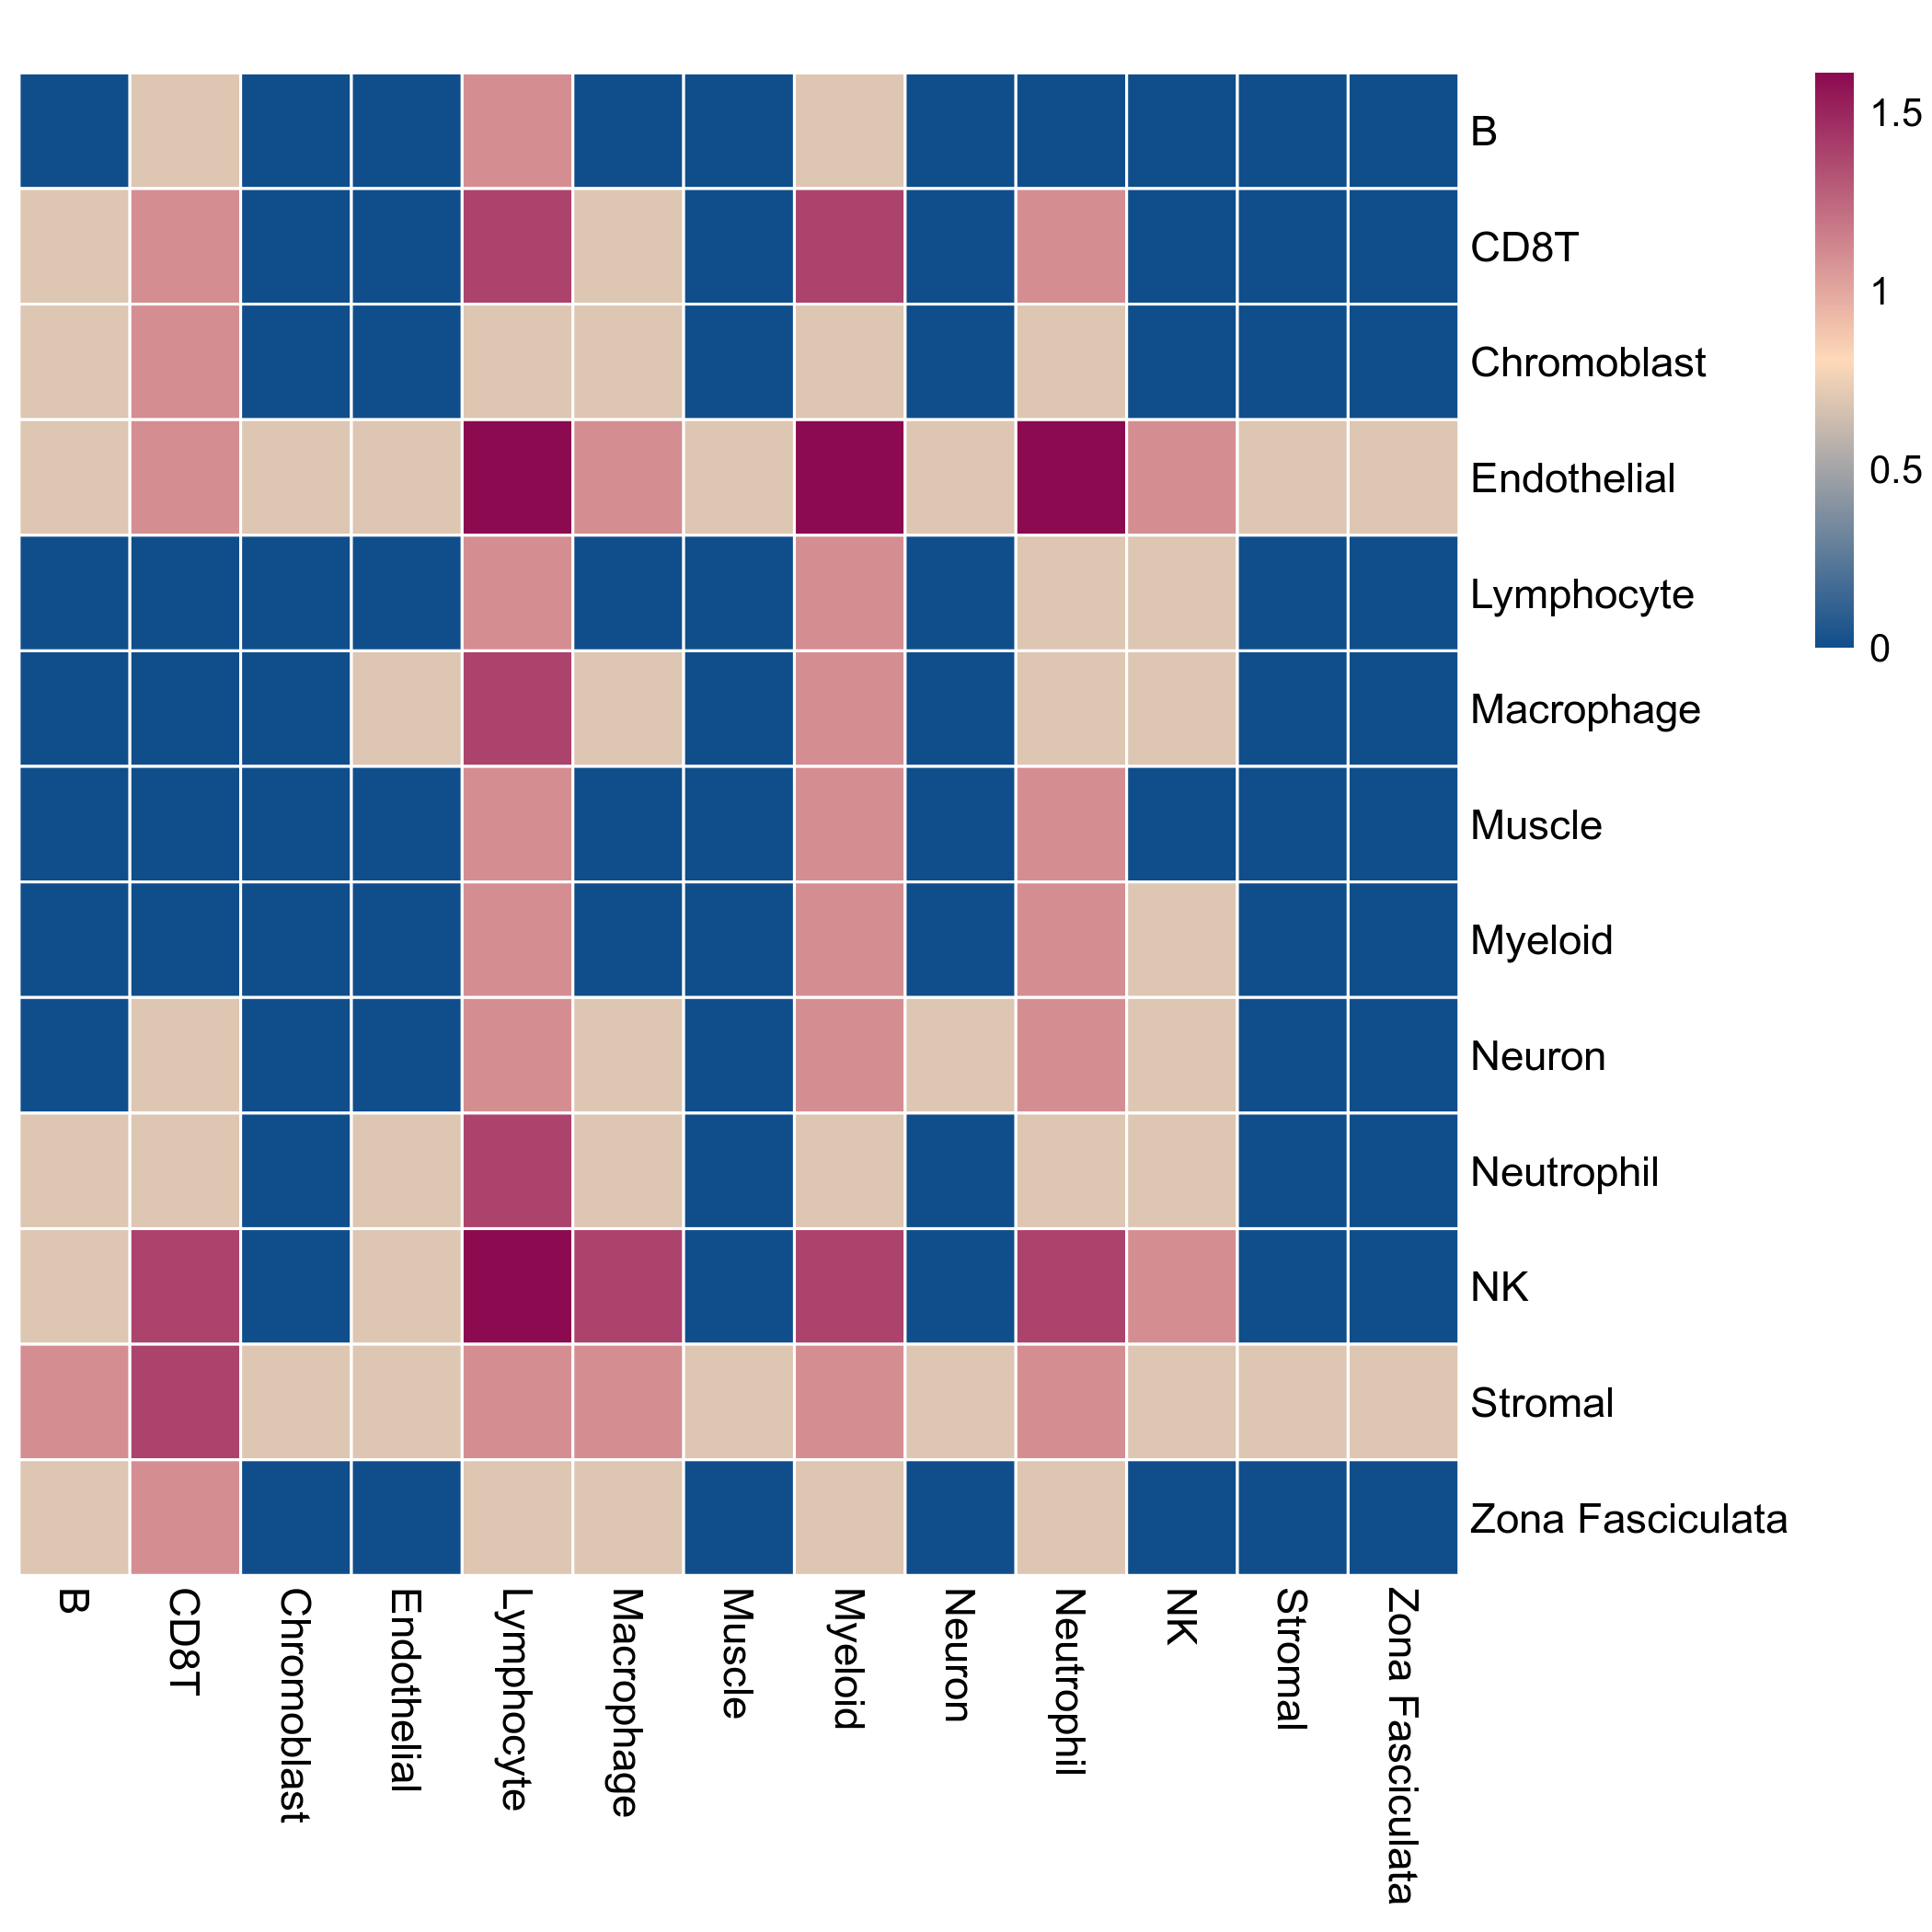 B
CD8T
Chromoblast
Endothelial
Lymphocyte
Macrophage
Muscle
Myeloid
Neuron
Neutrophil
NK
Stromal
Zona Fasciculata
1.5
1
0.5
0
B
CD8T
Chromoblast
Endothelial
Lymphocyte
Macrophage
Muscle
Myeloid
Neuron
Neutrophil
NK
Stromal
Zona Fasciculata